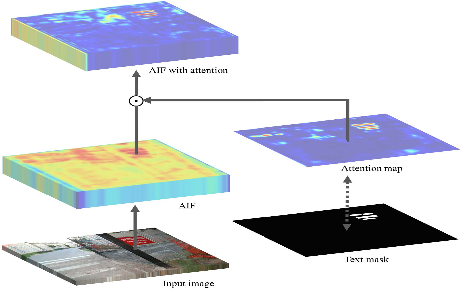 AIF with attention
Attention map
AIF
Text mask
Input image